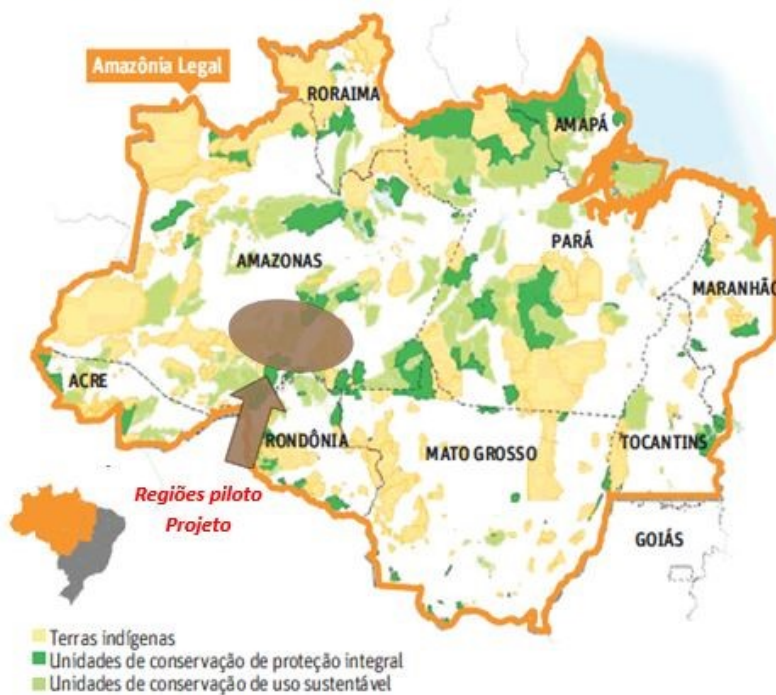 Amazônia Legal
RORAIMA
AMAPÁ
AMAZONAS
PARÁ
MARANHÃO
ACRE
RONDÔNIA
MATO GROSSO
TOCANTINS
Regiões piloto
Projeto
GOIÁS
Terras indígenas
Unidades de conservação de proteção integral
Unidades de conservação de uso sustentável